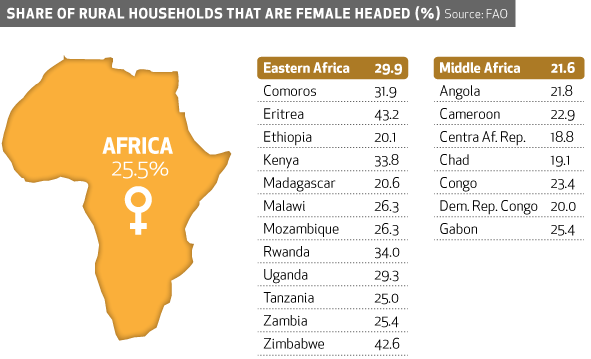 SHARE OF RURAL HOUSEHOLDS THAT ARE FEMALE HEADED (%) Source: FAO
AFRICA
25.5%
Eastern Africa 29.9
Comoros 31.9
Eritrea 43.2
Ethiopia 20.1
Kenya 33.8
Madagascar 20.6
Malawi 26.3
Mozambique 26.3
Rwanda 34.0
Uganda 29.3
Tanzania 25.0
Zambia 25.4
Zimbabwe 42.6
Middle Africa 21.6
Angola 21.8
Cameroon 22.9
Centra Af. Rep. 18.8
Chad 19.1
Congo 23.4
Dem. Rep. Congo 20.0
Gabon 25.4